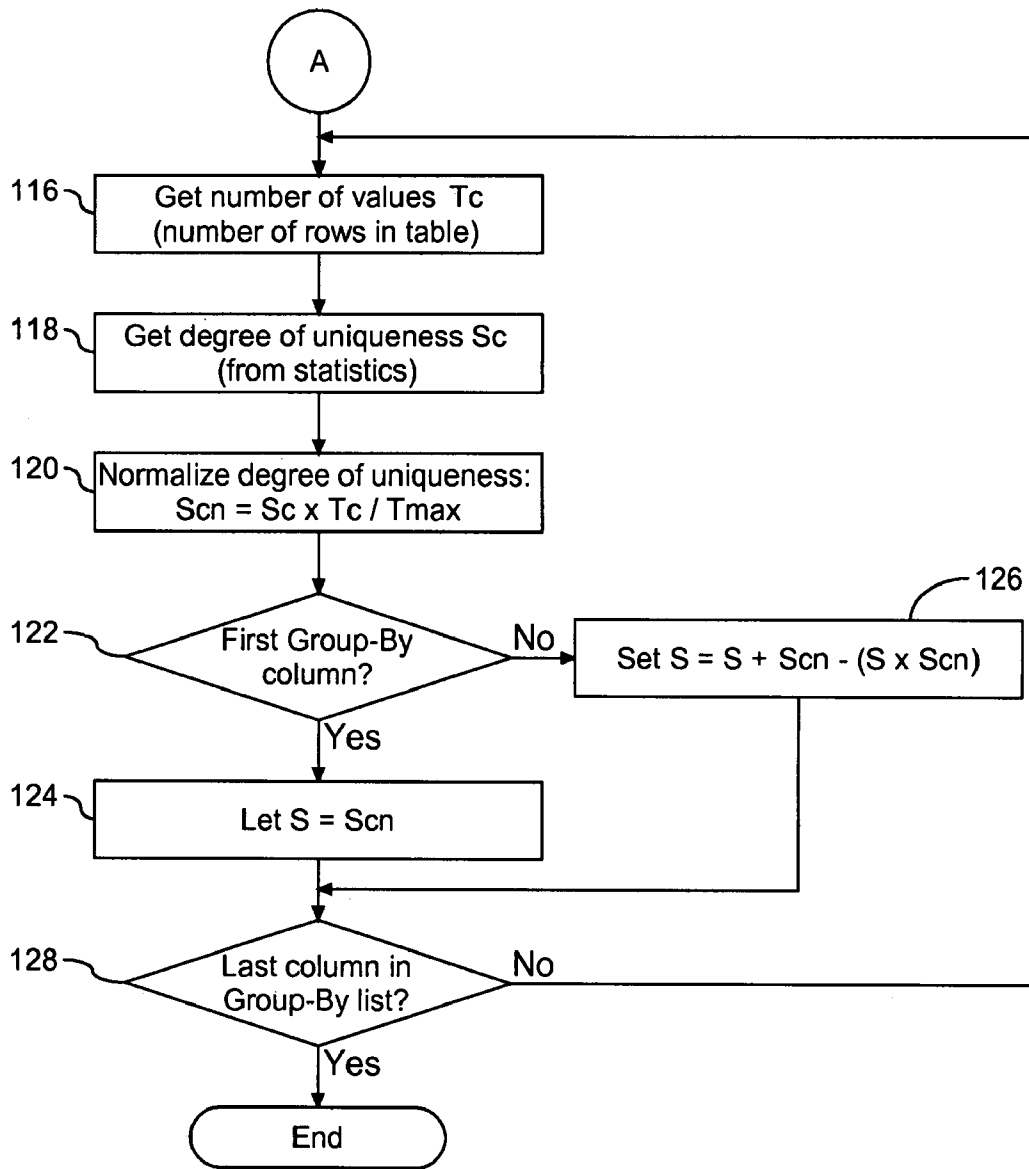 A
116
Get number of values Tc
(number of rows in table)
118
Get degree of uniqueness Sc
(from statistics)
120
Normalize degree of uniqueness:
Scn = Sc x Tc / Tmax
122
First Group-By
column?
No
126
Set S = S + Scn - (S x Scn)
Yes
124
Let S = Scn
128
Last column in
Group-By list?
No
Yes
End